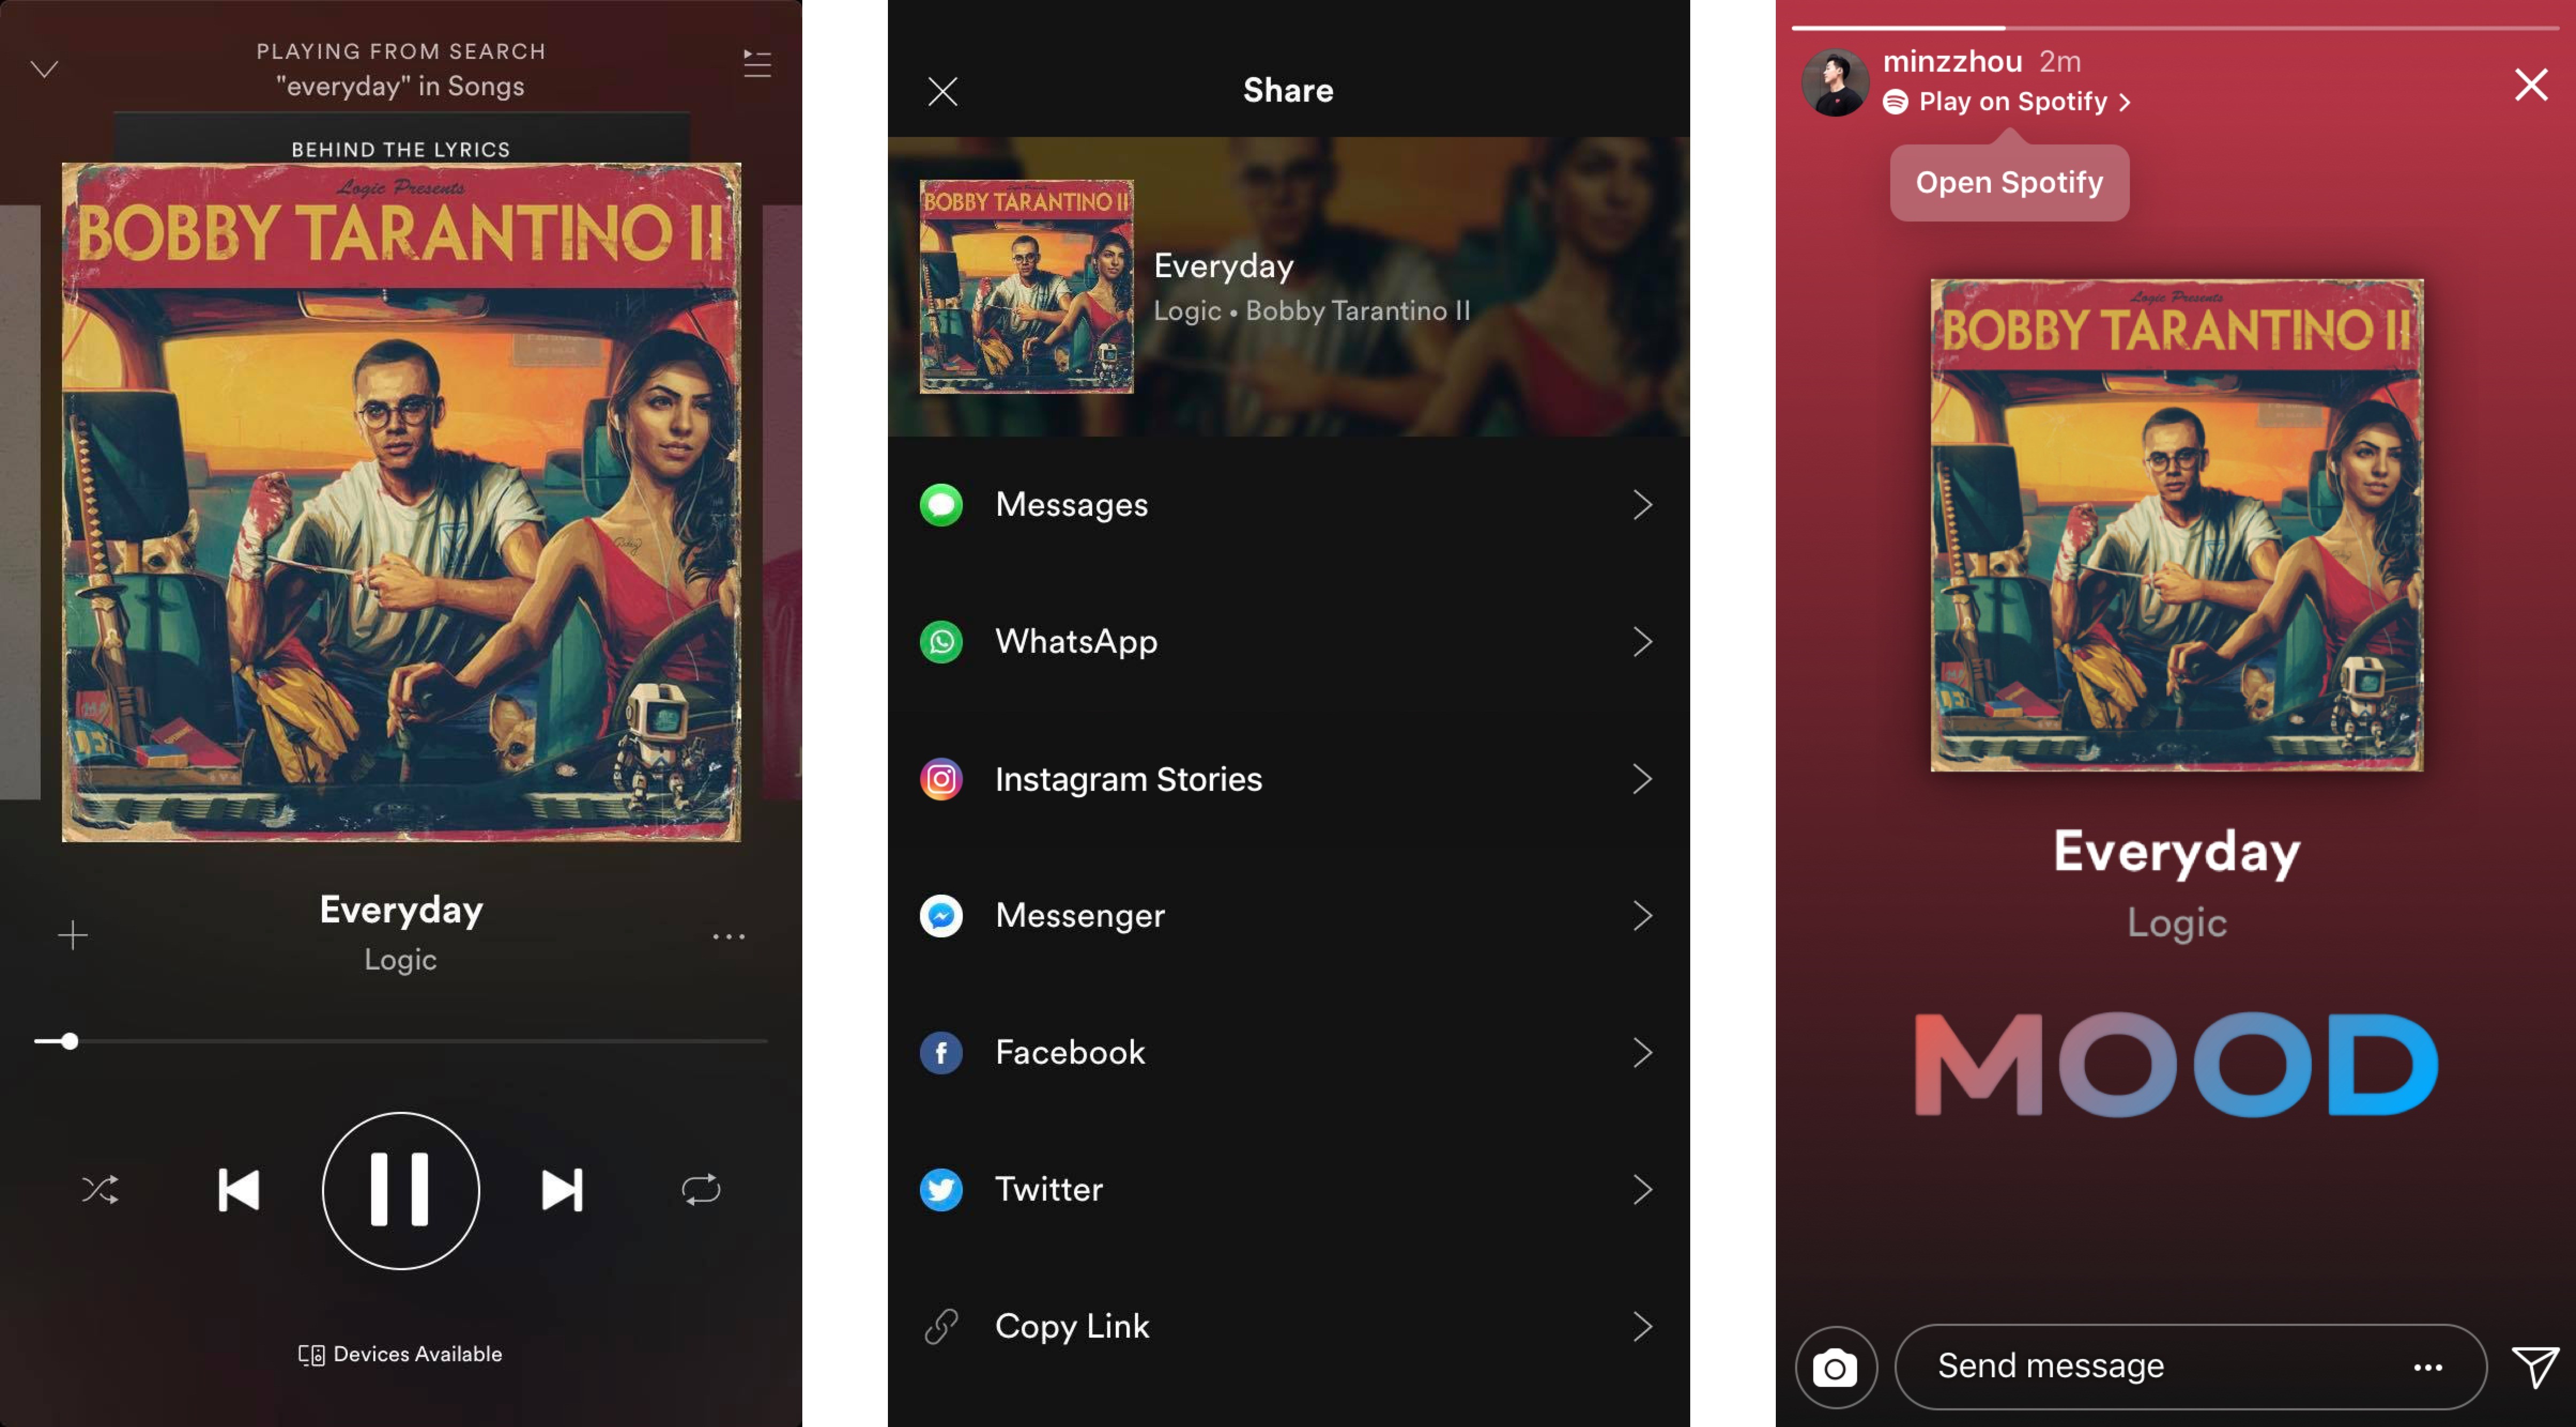 PLAYING FROM SEARCH
"everyday" in Songs
BEHIND THE LYRICS
Logic Presents
BOBBY TARANTINO II
Everyday
Logic
Devices Available
Share
BOBBY TARANTINO II
Everyday
Logic • Bobby Tarantino II
Messages
WhatsApp
Instagram Stories
Messenger
Facebook
Twitter
Copy Link
minzzhou 2m
Play on Spotify
Open Spotify
Logic Presents
BOBBY TARANTINO II
Everyday
Logic
MOOD
Send message